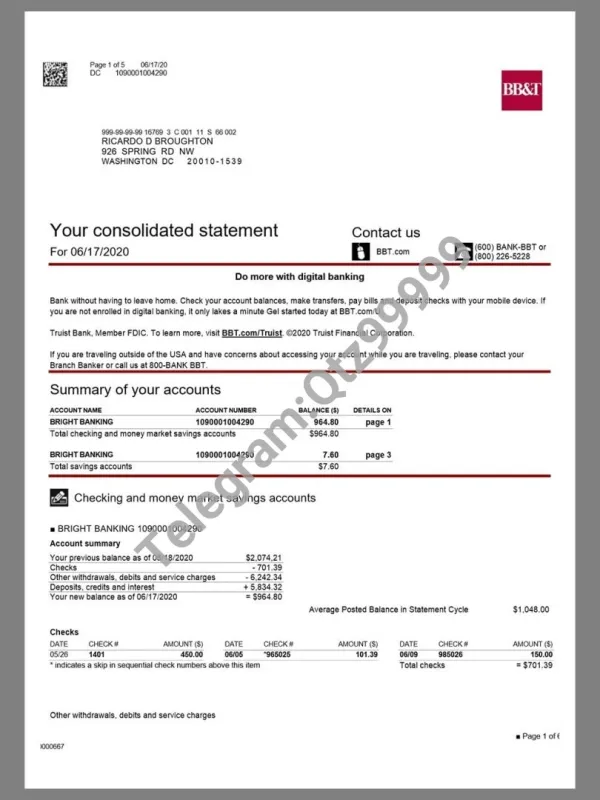 Page 1 of 5 06/17/20
DC 1090001004290
BB&T
999-99-99-99 16769 3 C 001 11 S 66 002
RICARDO D BROUGHTON
926 SPRING RD NW
WASHINGTON DC 20010-1539
Your consolidated statement
For 06/17/2020
Contact us
BBT.com
(600) BANK-BBT or
(800) 226-5228
Do more with digital banking
Bank without having to leave home. Check your account balances, make transfers, pay bills and deposit checks with your mobile device. If
you are not enrolled in digital banking, it only lakes a minute Gel started today at BBT.com/
Truist Bank, Member FDIC. To learn more, visit BBT.com/Truist. ©2020 Truist Financial Corporation.
If you are traveling outside of the USA and have concerns about accessing your account while you are traveling, please contact your
Branch Banker or call us at 800-BANK BBT.
Summary of your accounts
ACCOUNT NAME ACCOUNT NUMBER BALANCE ($) DETAILS ON
BRIGHT BANKING 1090001004290 964.80 page 1
Total checking and money market savings accounts $964.80
BRIGHT BANKING 1090001004290 7.60 page 3
Total savings accounts $7.60
Checking and money market savings accounts
■ BRIGHT BANKING 1090001004290
Account summary
Your previous balance as of 05/18/2020 $2,074,21
Checks - 701.39
Other withdrawals, debits and service charges - 6,242.34
Deposits, credits and interest + 5,834.32
Your new balance as of 06/17/2020 = $964.80
Average Posted Balance in Statement Cycle $1,048.00
Checks
DATE CHECK # AMOUNT ($) DATE CHECK # AMOUNT ($) DATE CHECK # AMOUNT ($)
05/26 1401 450.00 06/05 *965025 101.39 06/09 985026 150.00
* indicates a skip in sequential check numbers above this item Total checks = $701.39
Other withdrawals, debits and service charges
■ Page 1 of 6
I000667
Telegram:Qtz99999